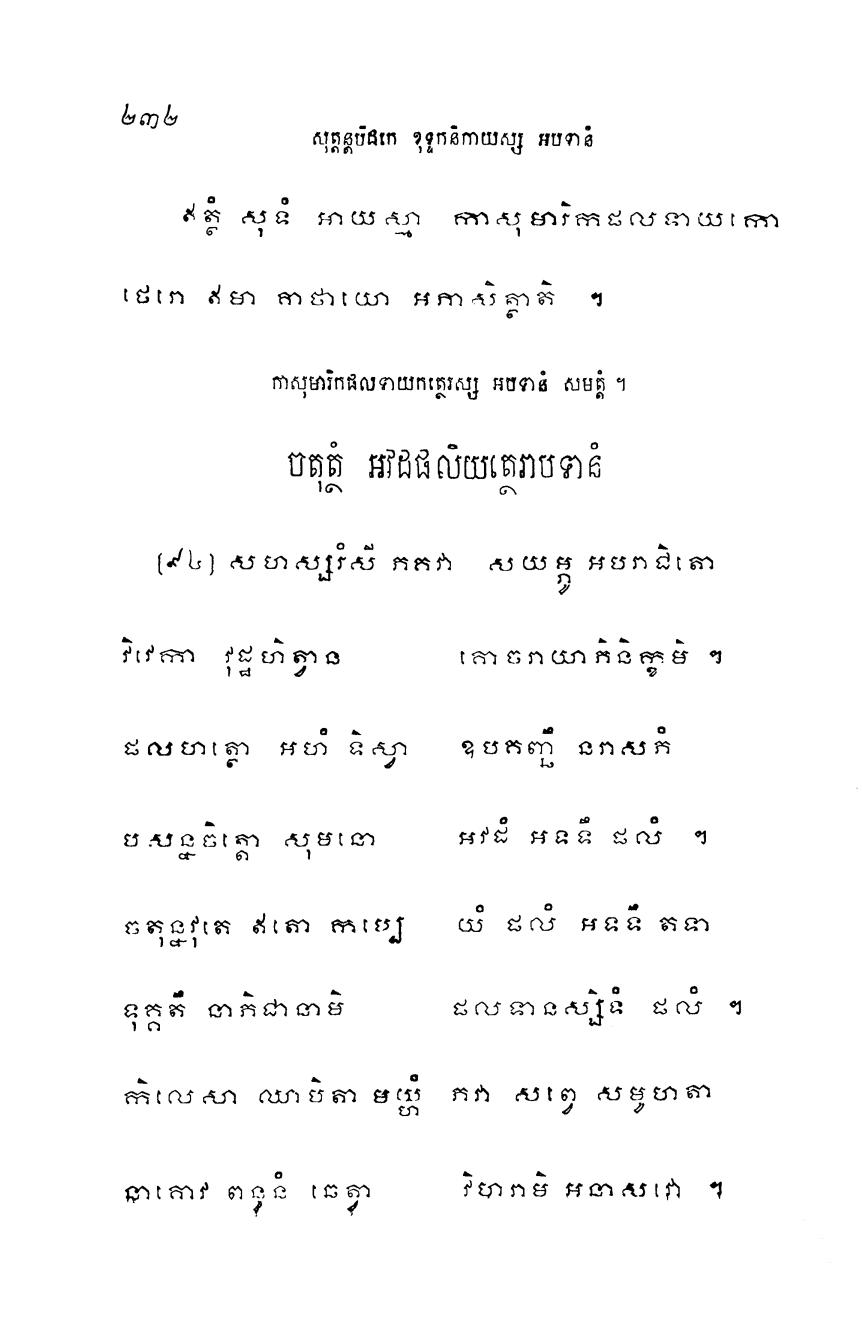 ២៣២
សុត្តន្តបិដកេ ខុទ្ទកនិកាយស្ស អបទានំ
ឥត្ថំ សុទំ អាយស្មា កាសុមារិកផលទាយកោ
ថេរោ ឥមា គាថាយោ អភាសិត្ថាតិ ។
កាសុមារិកផលទាយកត្ថេរស្ស អបទានំ សមត្តំ ។
ចតុត្ថំ អវដផលិយត្ថេរាបទានំ
[៩៤] សហស្សរំសី ភគវា សយម្ភូ អបរាជិតោ
វិវេកា វុដ្ឋហិត្វាន គោចរាយាភិនិក្ខមិ ។
ផលហត្ថោ អហំ ទិស្វា ឧបគញ្ឆឹ នរាសភំ
បសន្នចិត្តោ សុមនោ អវដំ អទទឹ ផលំ ។
ចតុន្នវុតេ ឥតោ កប្បេ យំ ផលំ អទទឹ តទា
ទុគ្គតឹ នាភិជានាមិ ផលទានស្សិទំ ផលំ ។
កិលេសា ឈាបិតា មយ្ហំ ភវា សព្វេ សមូហតា
នាគោវ ពន្ធនំ ឆេត្វា វិហរាមិ អនាសវោ ។